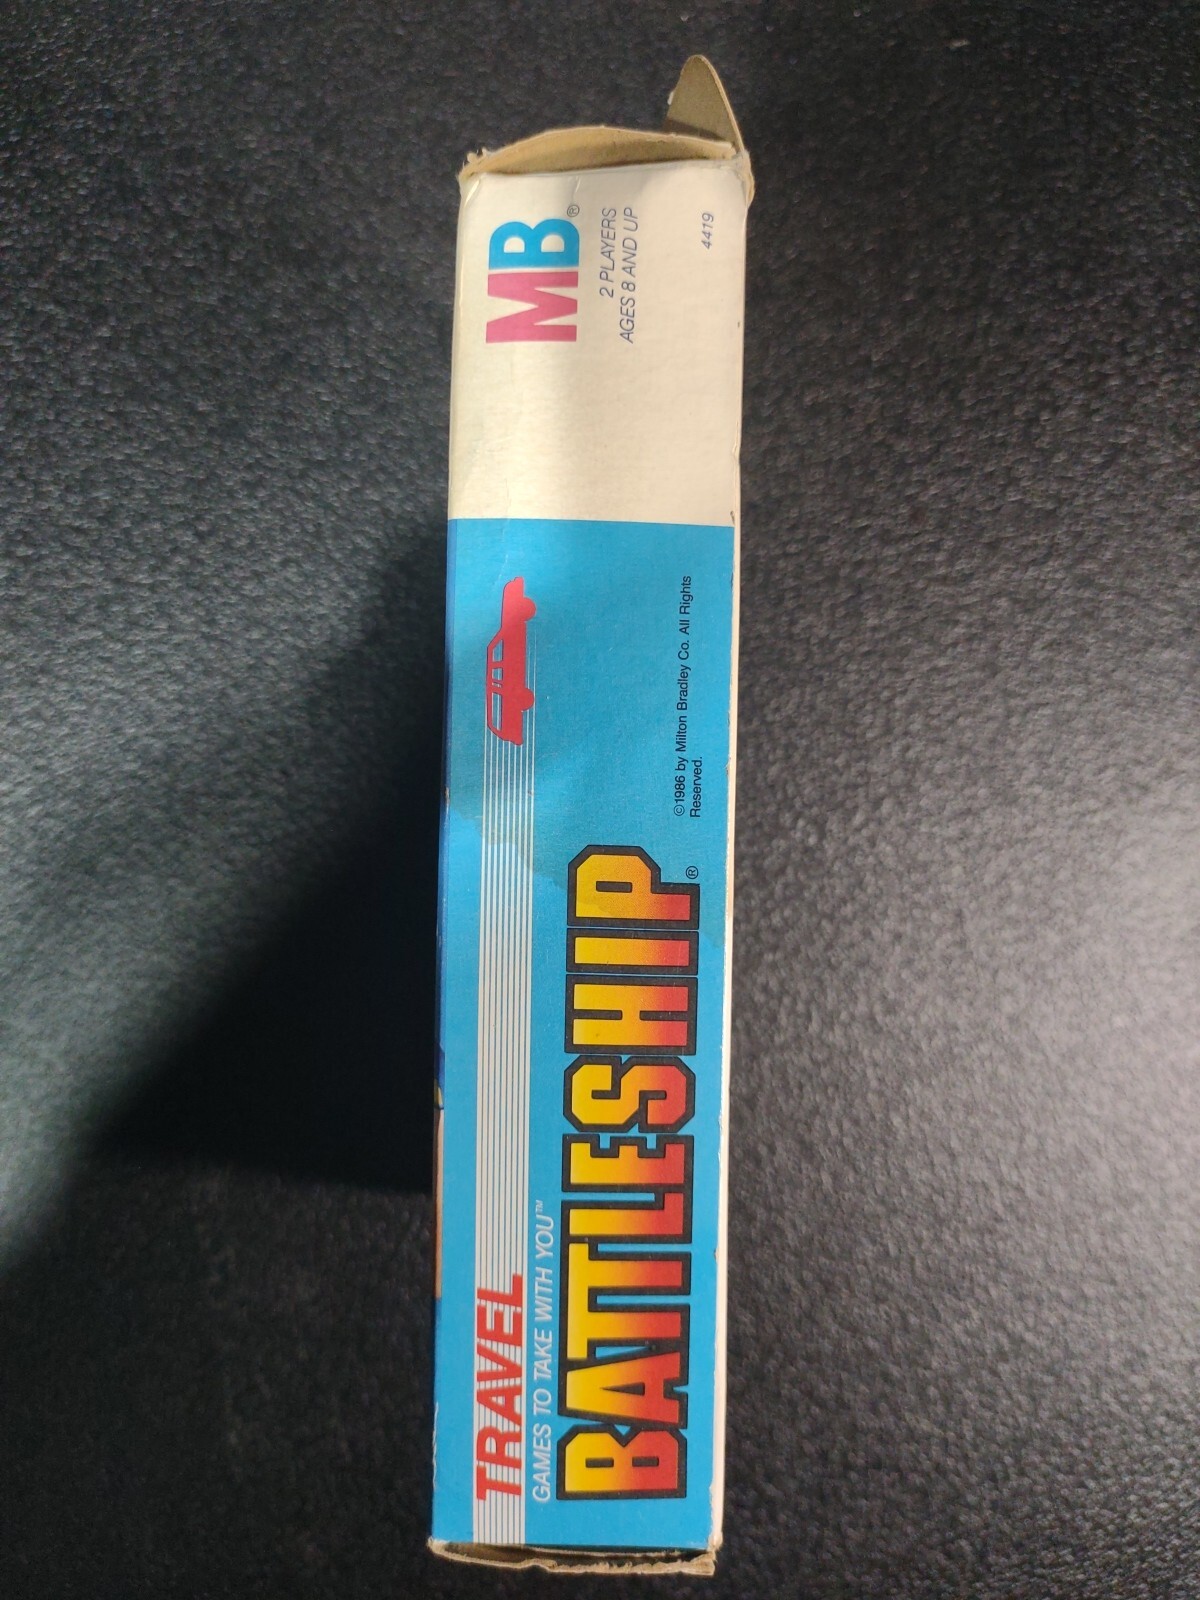 TRAVEL
GAMES TO TAKE WITH YOU™
BATTLESHIP®
©1986 by Milton Bradley Co. All Rights
Reserved.
MB®
2 PLAYERS
AGES 8 AND UP
4419